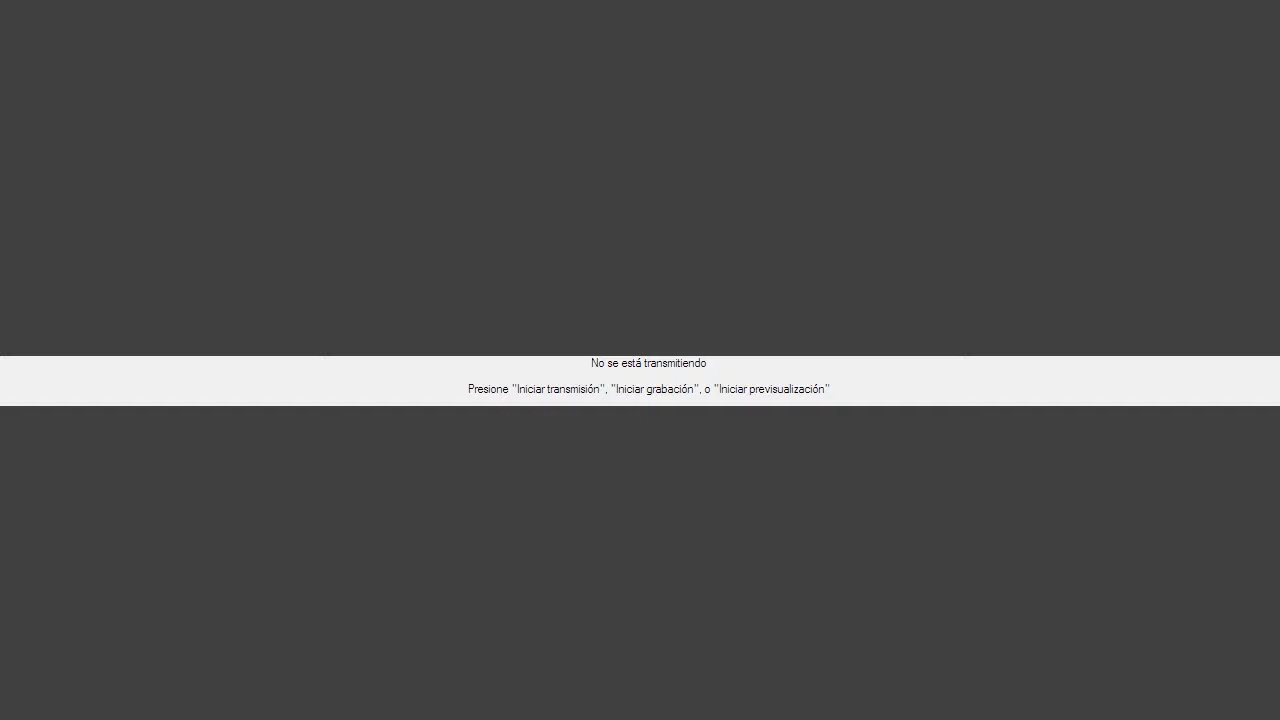 No se está transmitiendo
Presione "Iniciar transmisión", "Iniciar grabación", o "Iniciar previsualización"